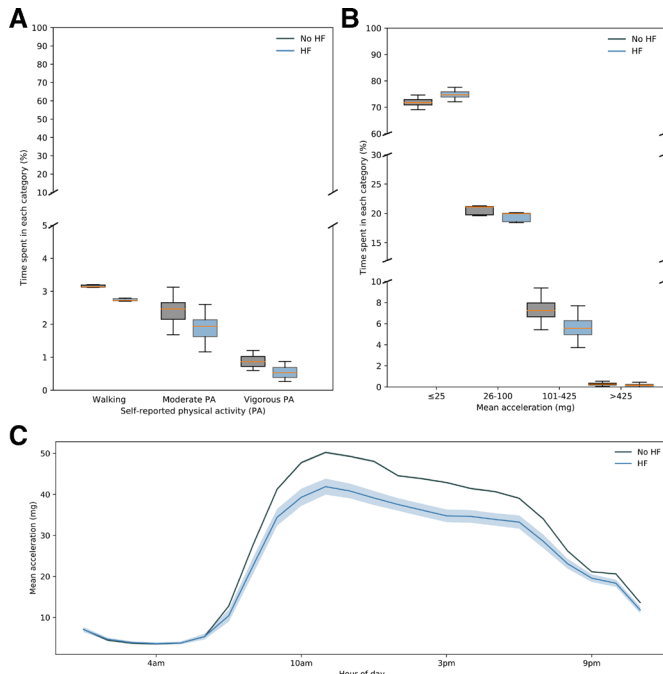 A
No HF
HF
Time spent in each category (%)
100
90
80
70
60
50
40
30
20
10
5
4
3
2
1
0
Walking
Moderate PA
Vigorous PA
Self-reported physical activity (PA)
B
No HF
HF
Time spent in each category (%)
100
90
80
70
60
30
25
20
15
10
8
6
4
2
0
≤25
26-100
101-425
>425
Mean acceleration (mg)
C
No HF
HF
Mean acceleration (mg)
50
40
30
20
10
4am
10am
3pm
9pm
Hour of day